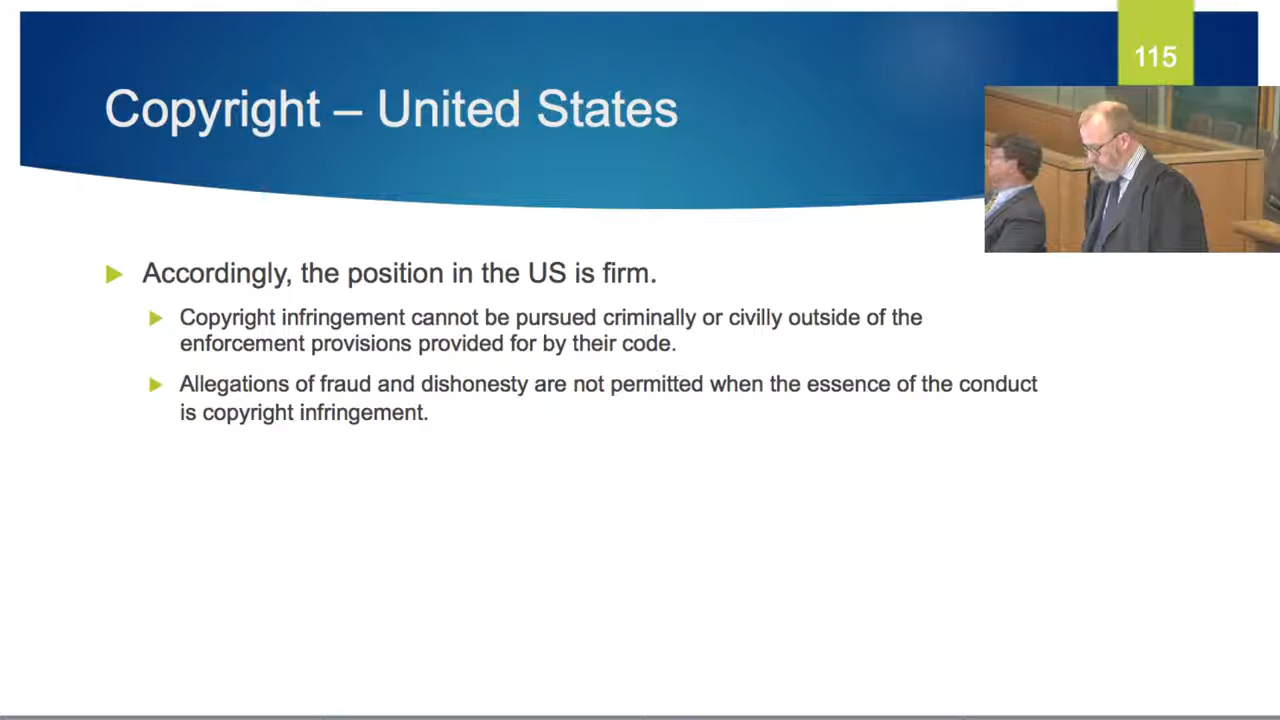 115
Copyright – United States
Accordingly, the position in the US is firm.
Copyright infringement cannot be pursued criminally or civilly outside of the
enforcement provisions provided for by their code.
Allegations of fraud and dishonesty are not permitted when the essence of the conduct
is copyright infringement.